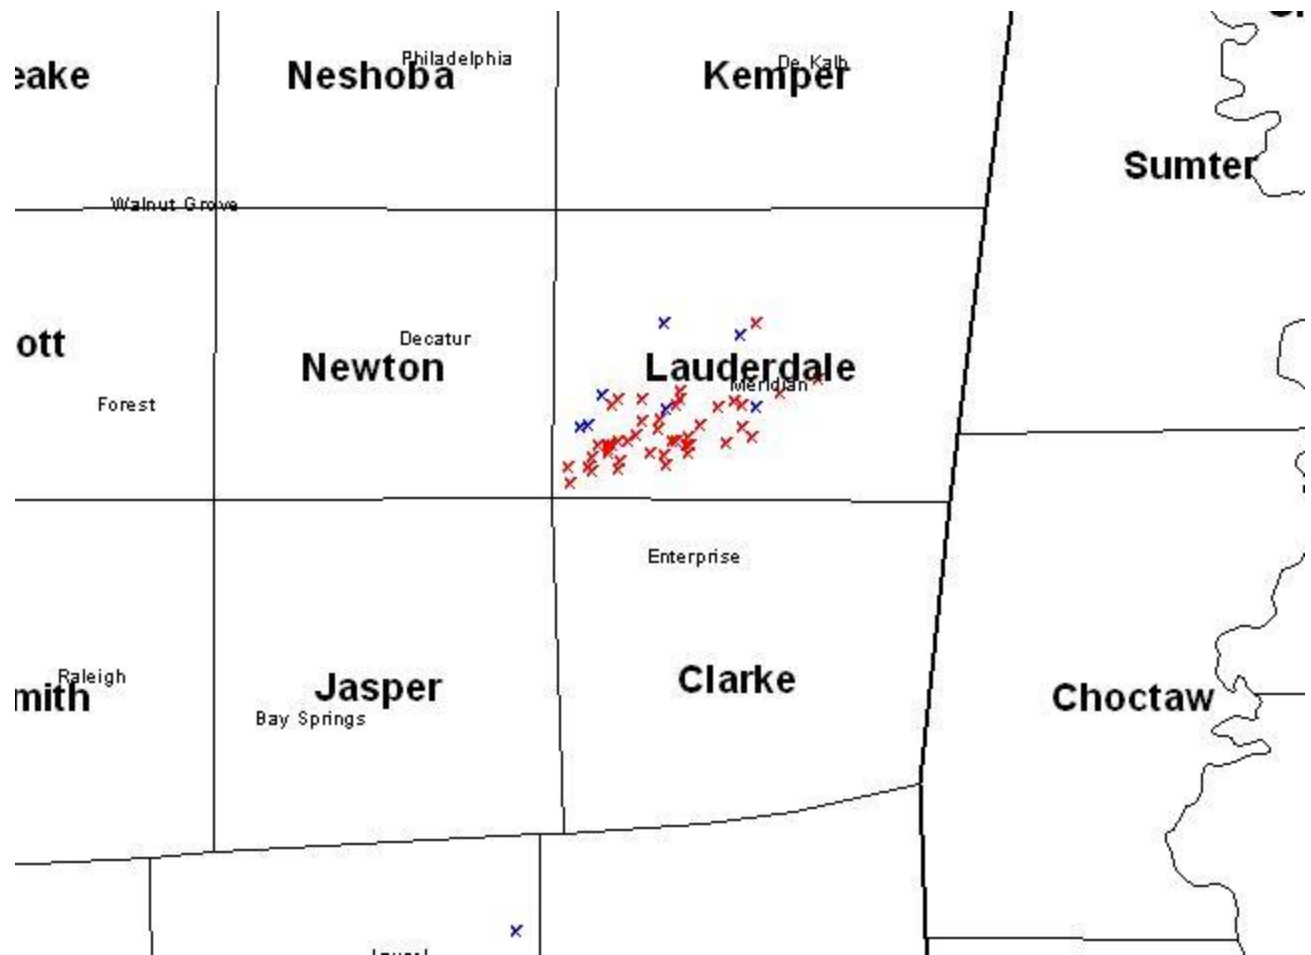 Philadelphia
De Kalb
eake
Neshoba
Kemper
Sumter
Walnut Grove
Decatur
ott
Newton
Lauderdale
Meridian
Forest
Enterprise
Raleigh
mith
Jasper
Clarke
Choctaw
Bay Springs